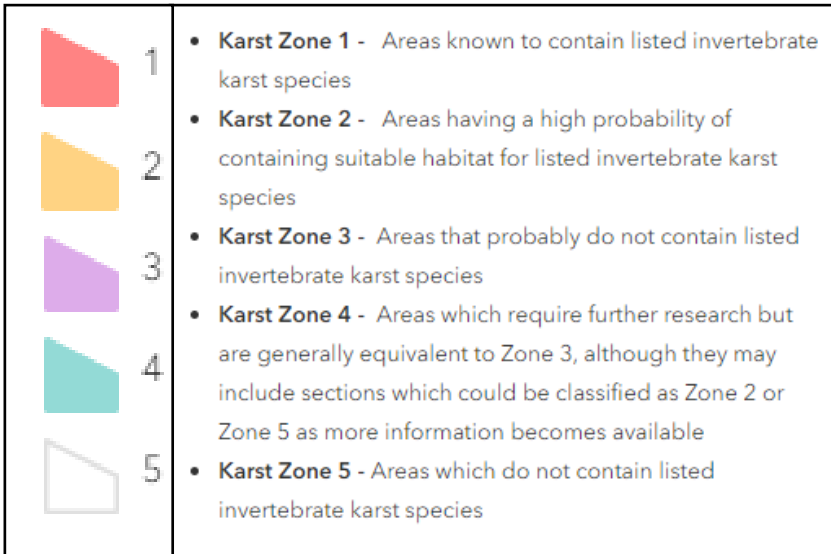 1
2
3
4
5
• Karst Zone 1 - Areas known to contain listed invertebrate
karst species
• Karst Zone 2 - Areas having a high probability of
containing suitable habitat for listed invertebrate karst
species
• Karst Zone 3 - Areas that probably do not contain listed
invertebrate karst species
• Karst Zone 4 - Areas which require further research but
are generally equivalent to Zone 3, although they may
include sections which could be classified as Zone 2 or
Zone 5 as more information becomes available
• Karst Zone 5 - Areas which do not contain listed
invertebrate karst species